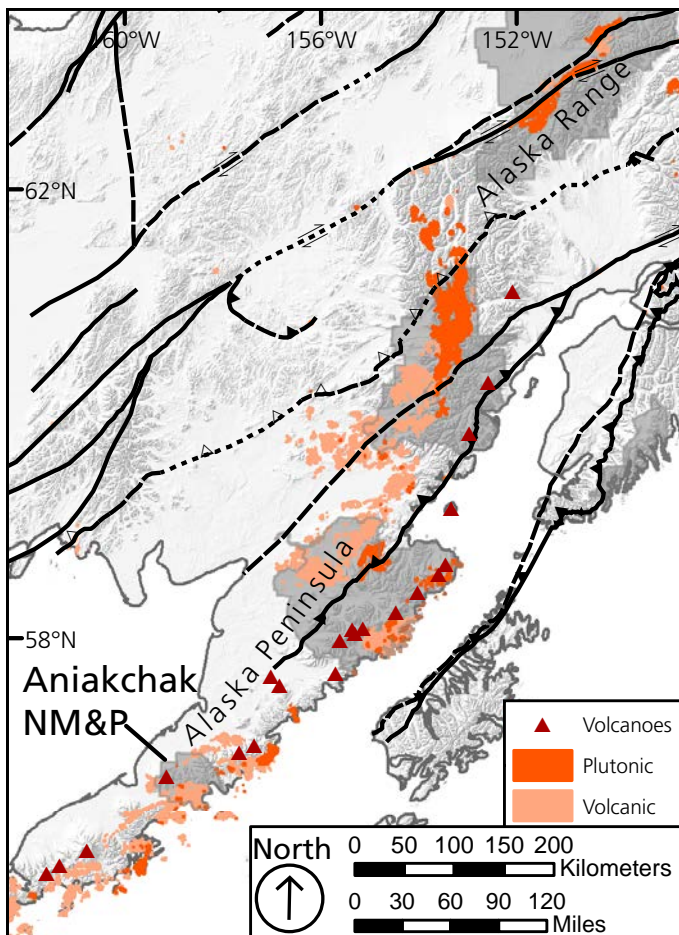 160°W 156°W 152°W
Alaska Range
62°N
Alaska Peninsula
58°N
Aniakchak
NM&P
Volcanoes
Plutonic
Volcanic
North
0 50 100 150 200
Kilometers
0 30 60 90 120
Miles